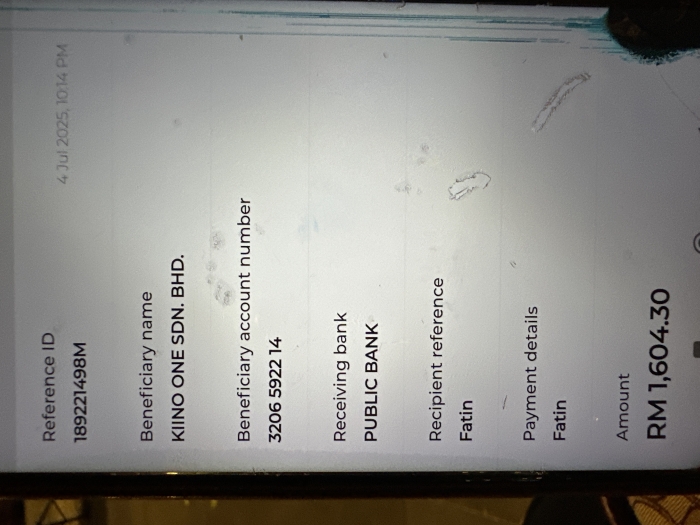 Reference ID
189221498M
4 Jul 2025, 10:14 PM
Beneficiary name
KIINO ONE SDN. BHD.
Beneficiary account number
3206 5922 14
Receiving bank
PUBLIC BANK
Recipient reference
Fatin
Payment details
Fatin
Amount
RM 1,604.30